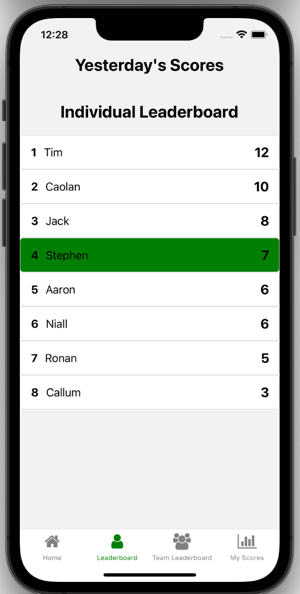 12:28
Yesterday's Scores
Individual Leaderboard
1 Tim 12
2 Caolan 10
3 Jack 8
4 Stephen 7
5 Aaron 6
6 Niall 6
7 Ronan 5
8 Callum 3
Home Leaderboard Team Leaderboard My Scores